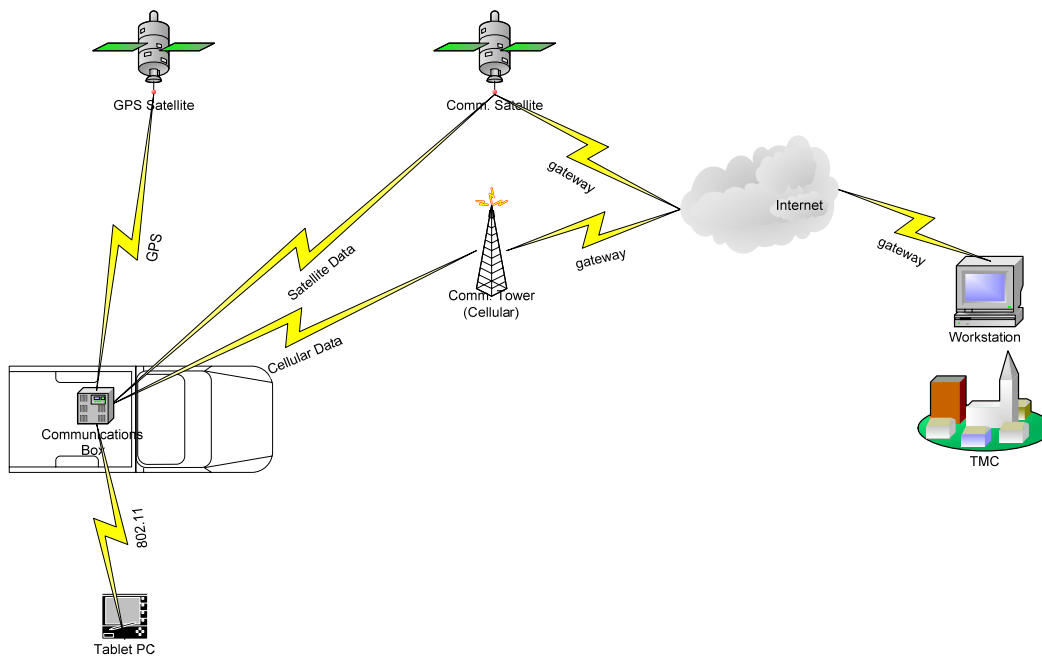 GPS Satellite
Comm. Satellite
gateway
Internet
GPS
Satellite Data
gateway
gateway
Comm. Tower
(Cellular)
Workstation
Cellular Data
Communications
Box
TMC
802.11
Tablet PC